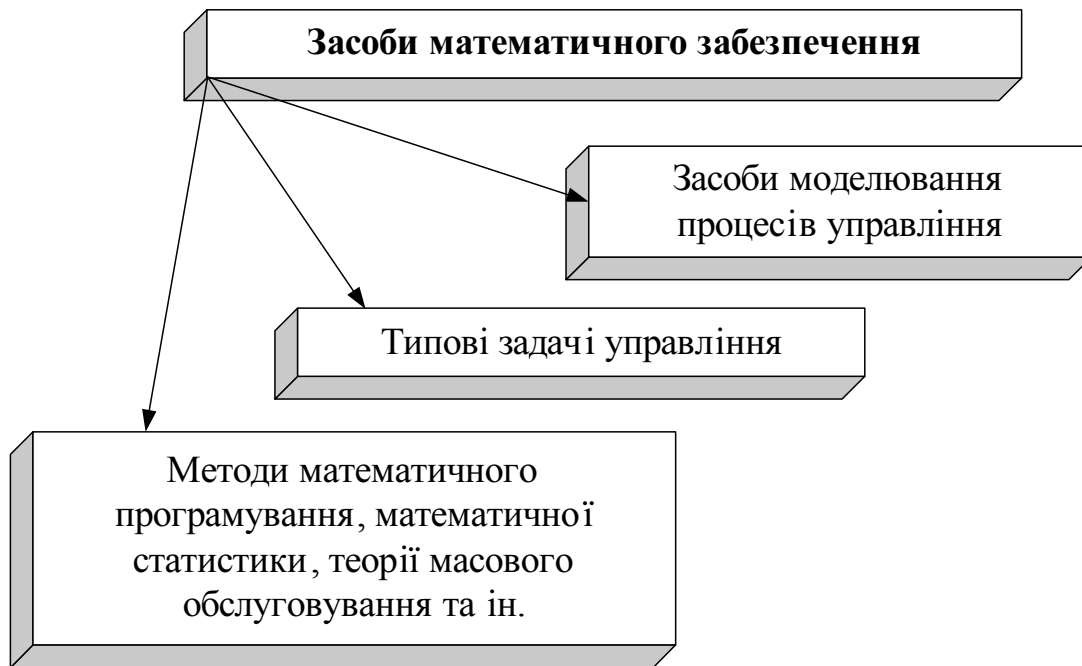 Засоби математичного забезпечення
Засоби моделювання
процесів управління
Типові задачі управління
Методи математичного
програмування, математичної
статистики, теорії масового
обслуговування та ін.